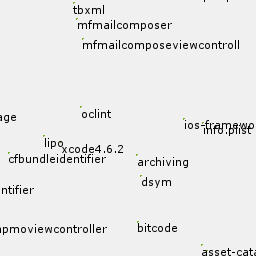 tbxml
mfmailcomposer
mfmailcomposeviewcontroll
oclint
age
ios-framewo
info.plist
lipo
xcode4.6.2
cfbundleidentifier
archiving
dsym
ntifier
mpmoviewcontroller
bitcode
asset-cata